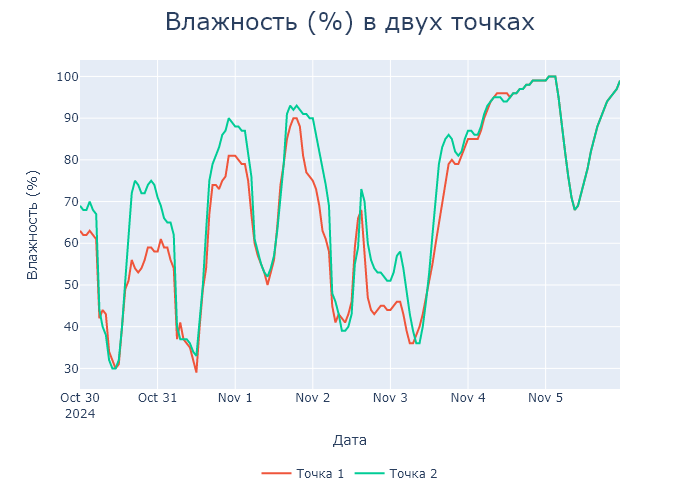 Влажность (%) в двух точках
Влажность (%)
100
90
80
70
60
50
40
30
Oct 30
2024
Oct 31
Nov 1
Nov 2
Nov 3
Nov 4
Nov 5
Дата
Точка 1
Точка 2